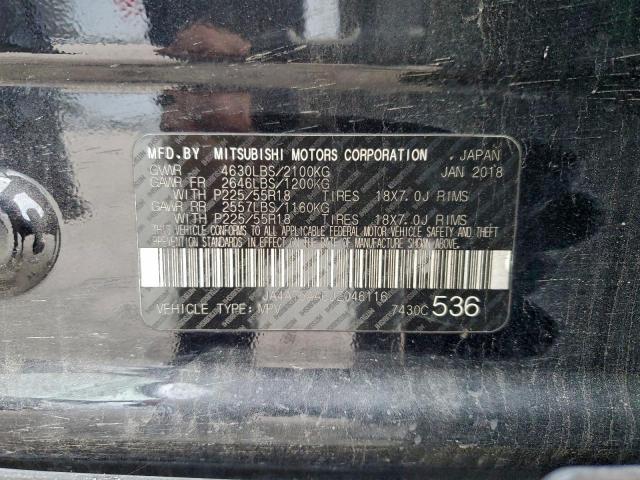 MFD.BY MITSUBISHI MOTORS CORPORATION JAPAN
GVWR 4630LBS/2100KG JAN 2018
GAWR FR 2646LBS/1200KG
WITH P225/55R18 TIRES 18X7.0J RIMS
GAWR RR 2557LBS/1160KG
WITH P225/55R18 TIRES 18X7.0J RIMS
THIS VEHICLE CONFORMS TO ALL APPLICABLE FEDERAL MOTOR VEHICLE SAFETY AND THEFT
PREVENTION STANDARDS IN EFFECT ON THE DATE OF MANUFACTURE SHOWN ABOVE.
VEHICLE TYPE: MPV 7430C 536